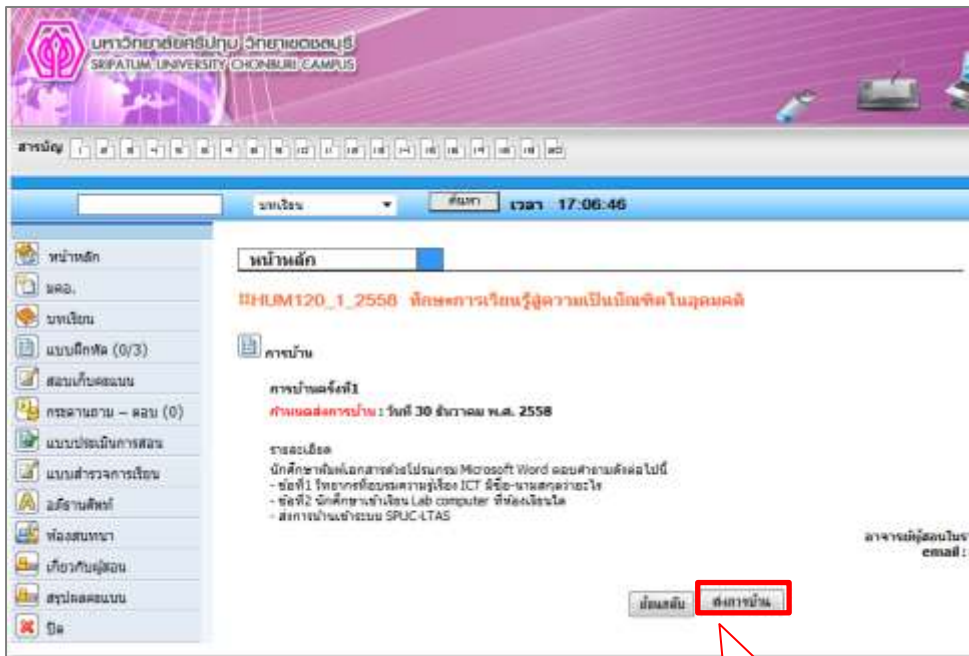 มหาวิทยาลัยศรีปทุม วิทยาเขตชลบุรี
SRIPATUM UNIVERSITY CHONBURI CAMPUS
สารบัญ
บทเรียน ค้นหา เวลา 17:06:46
หน้าหลัก
มคอ.
บทเรียน
แบบฝึกหัด (0/3)
สอบเก็บคะแนน
กระดานถาม – ตอบ (0)
แบบประเมินการสอน
แบบสำรวจการเรียน
อภิธานศัพท์
ห้องสนทนา
เกี่ยวกับผู้สอน
สรุปผลคะแนน
ปิด
หน้าหลัก
HUM120_1_2558 ทักษะการเรียนรู้สู่ความเป็นบัณฑิตในอุดมคติ
การบ้าน
การบ้านครั้งที่1
กำหนดส่งการบ้าน : วันที่ 30 ธันวาคม พ.ศ. 2558
รายละเอียด
นักศึกษาพิมพ์เอกสารด้วยโปรแกรม Microsoft Word ตอบคำถามดังต่อไปนี้
- ข้อที่1 วิทยากรที่อบรมความรู้เรื่อง ICT มีชื่อ-นามสกุลว่าอะไร
- ข้อที่2 นักศึกษาเข้าเรียน Lab computer ที่ห้องเรียนใด
- ส่งการบ้านเข้าระบบ SPUC-LTAS
อาจารย์ผู้สอนในรา
email :
ย้อนกลับ ส่งการบ้าน